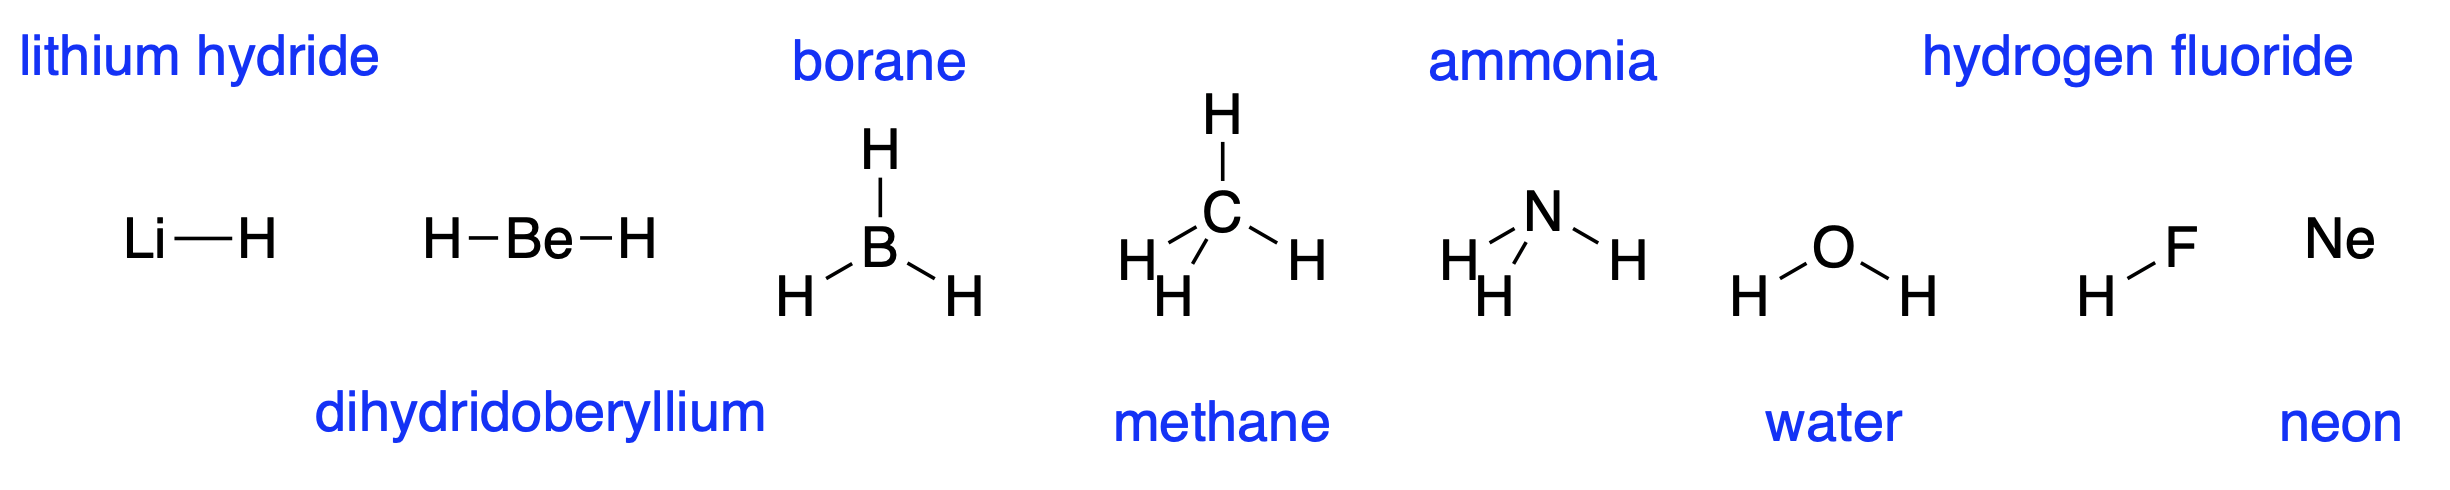 lithium hydride
borane
ammonia
hydrogen fluoride
H
H
Li—H
H–Be–H
B
H
H
C
H
H
H
N
H
H
H
O
H
H
F
H
Ne
dihydridoberyllium
methane
water
neon